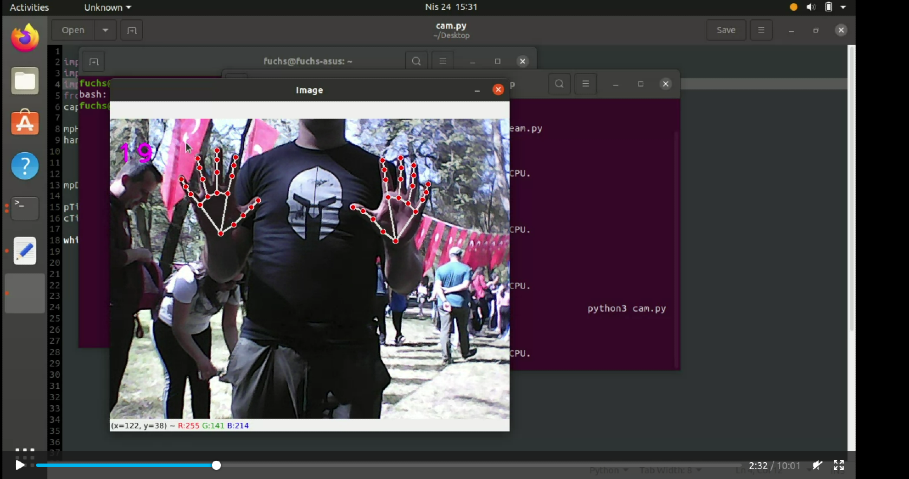 Activities
Unknown
Nis 24 15:31
Open
cam.py
~/Desktop
Save
fuchs@fuchs-asus: ~
Image
fuchs@
bash:
fuchs@
1
2
3
4
5
6
7
8
9
10
11
12
13
14
15
16
17
18
19
20
21
22
23
24
25
26
27
28
29
30
31
32
33
34
35
36
imp
imp
imp
fro
cap
mpH
han
mpD
pTi
cTi
whi
19
eam.py
CPU.
CPU.
CPU.
python3 cam.py
CPU.
(x=122, y=38) ~ R:255 G:141 B:214
Python
Tab Width: 8
2:32 / 10:01